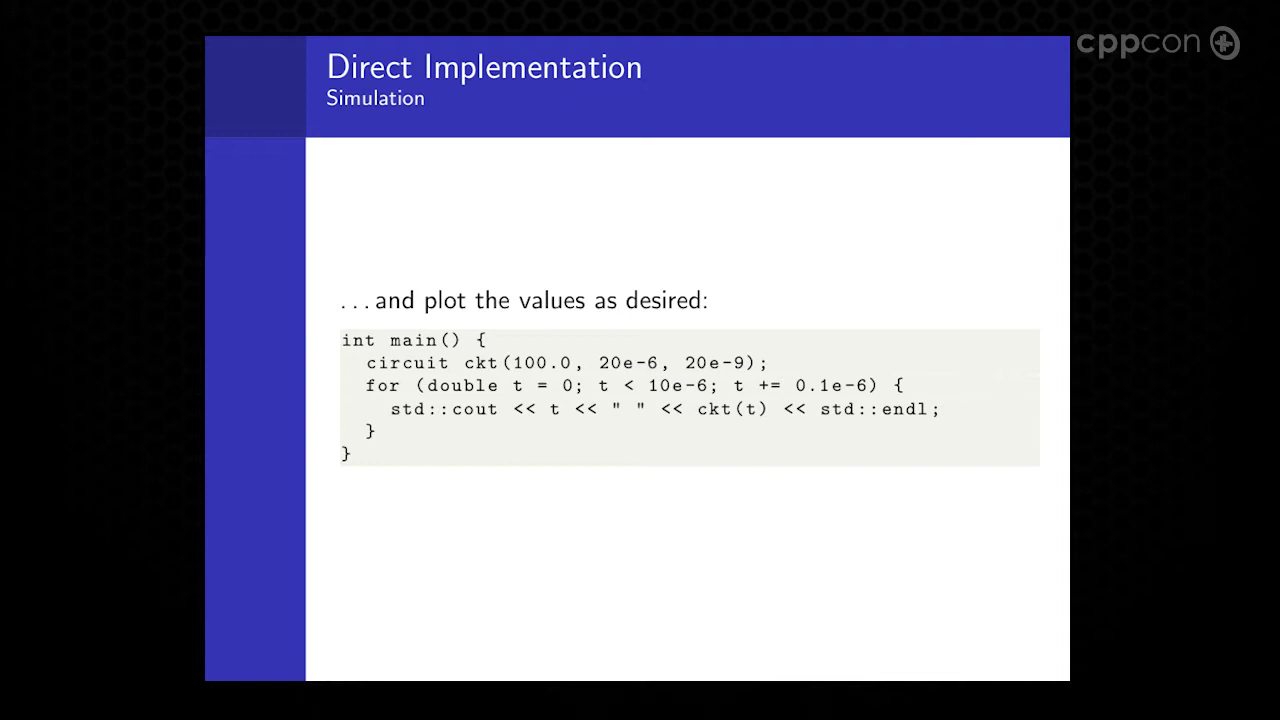 cppcon
Direct Implementation
Simulation
...and plot the values as desired:
int main() {
  circuit ckt(100.0, 20e-6, 20e-9);
  for (double t = 0; t < 10e-6; t += 0.1e-6) {
    std::cout << t << " " << ckt(t) << std::endl;
  }
}